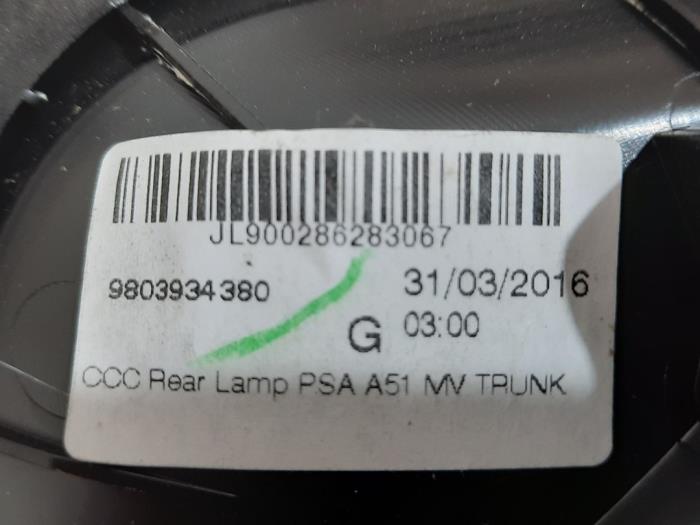 JL900286283067
9803934380 31/03/2016
G 03:00
CCC Rear Lamp PSA A51 MV TRUNK